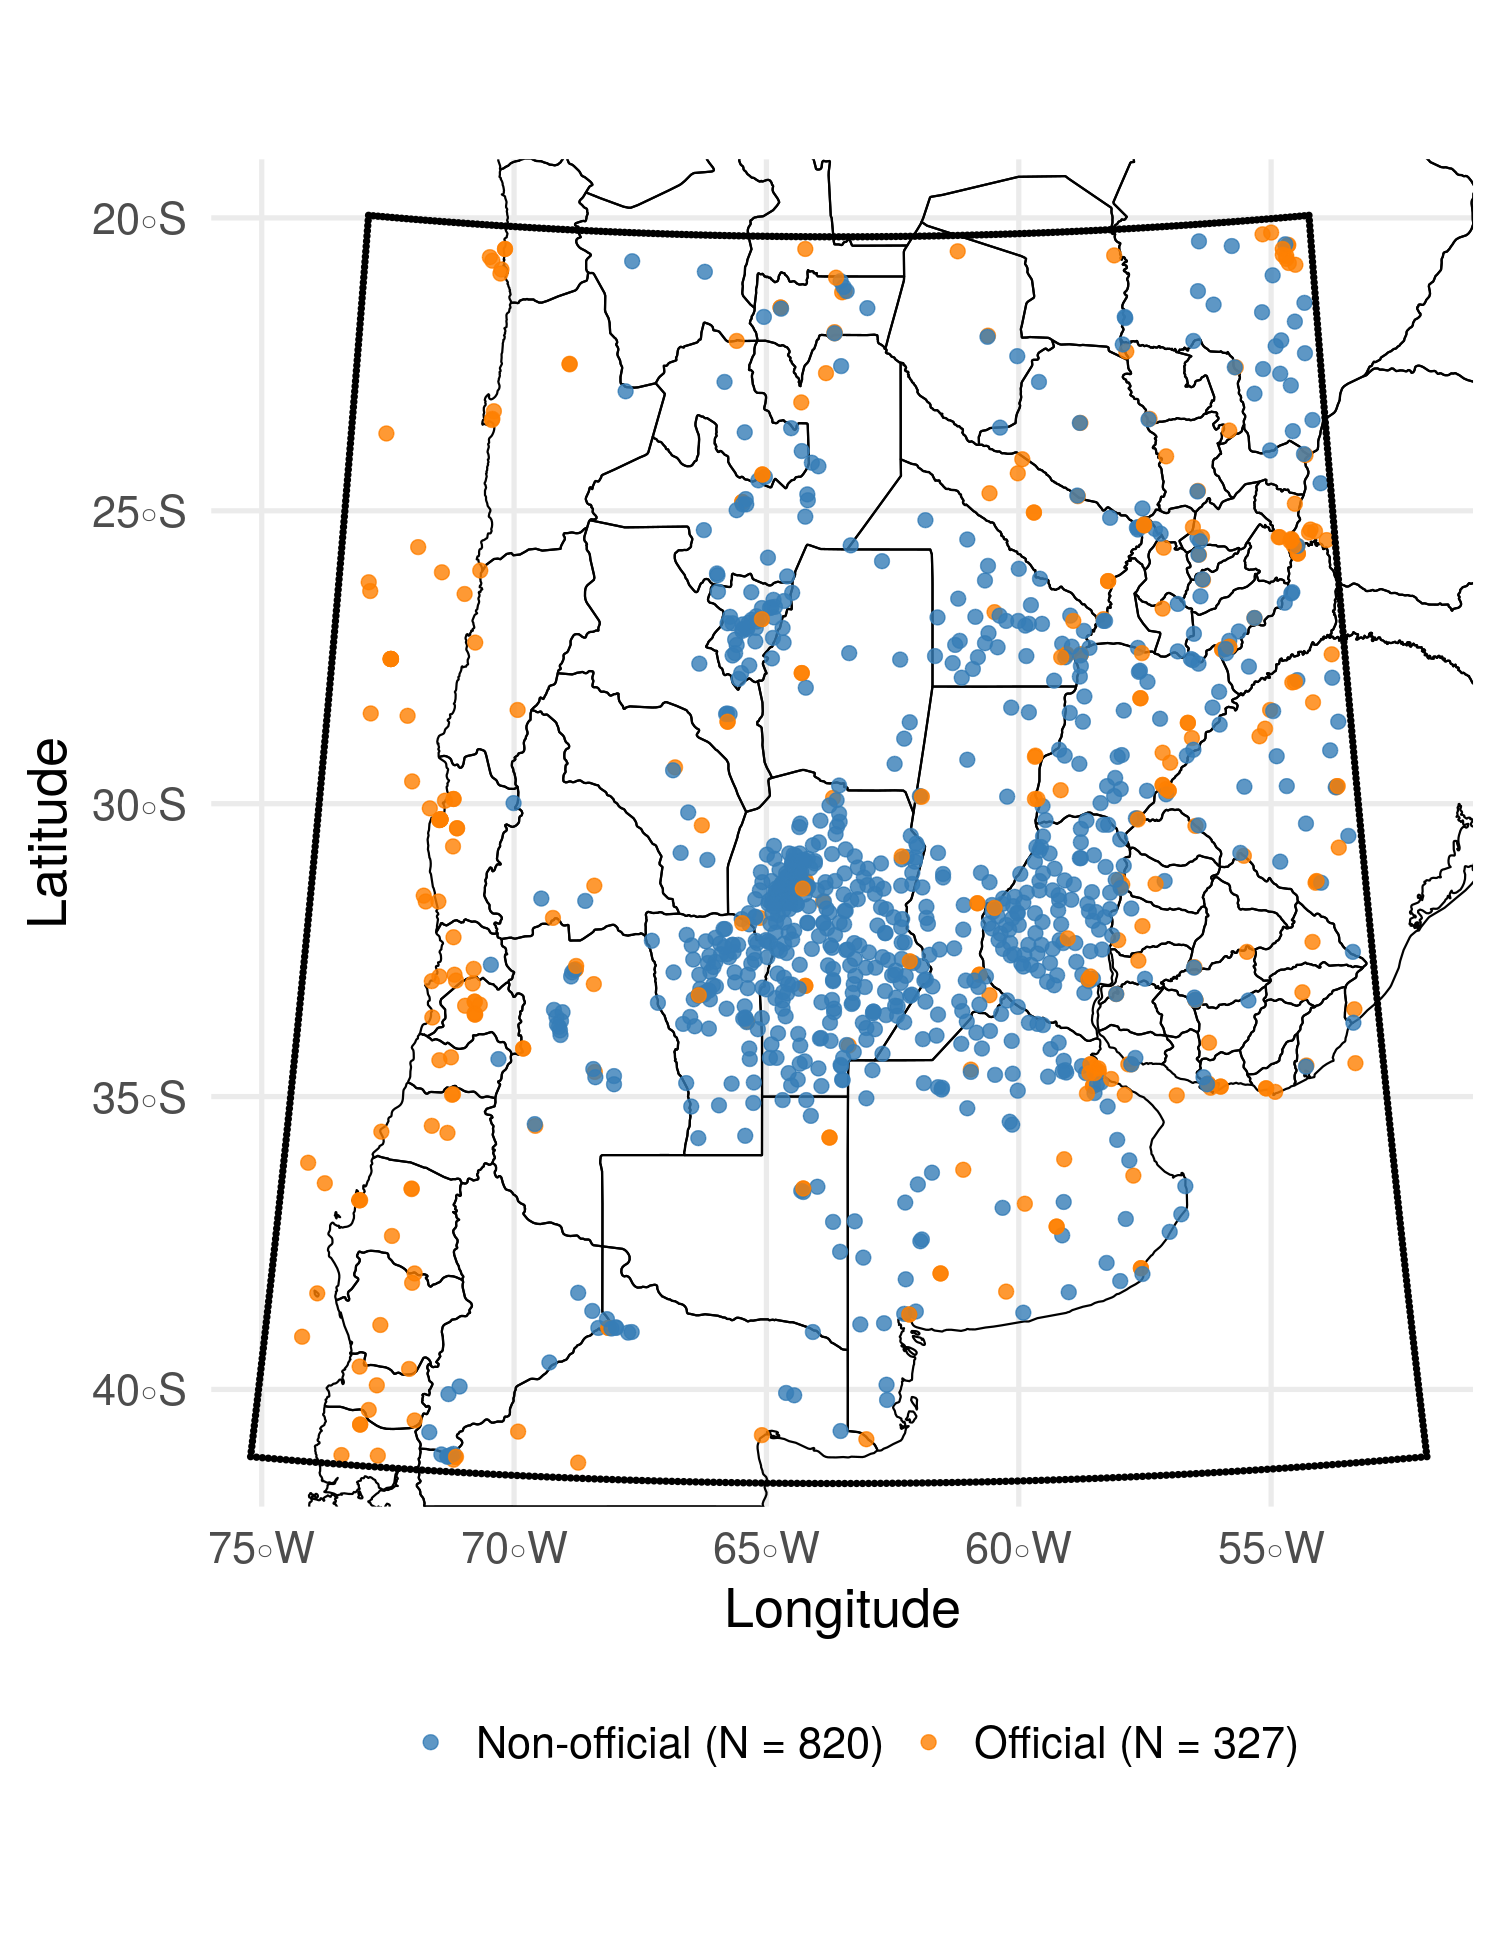 20◦S
25◦S
30◦S
35◦S
40◦S
Latitude
75◦W 70◦W 65◦W 60◦W 55◦W
Longitude
Non-official (N = 820) Official (N = 327)